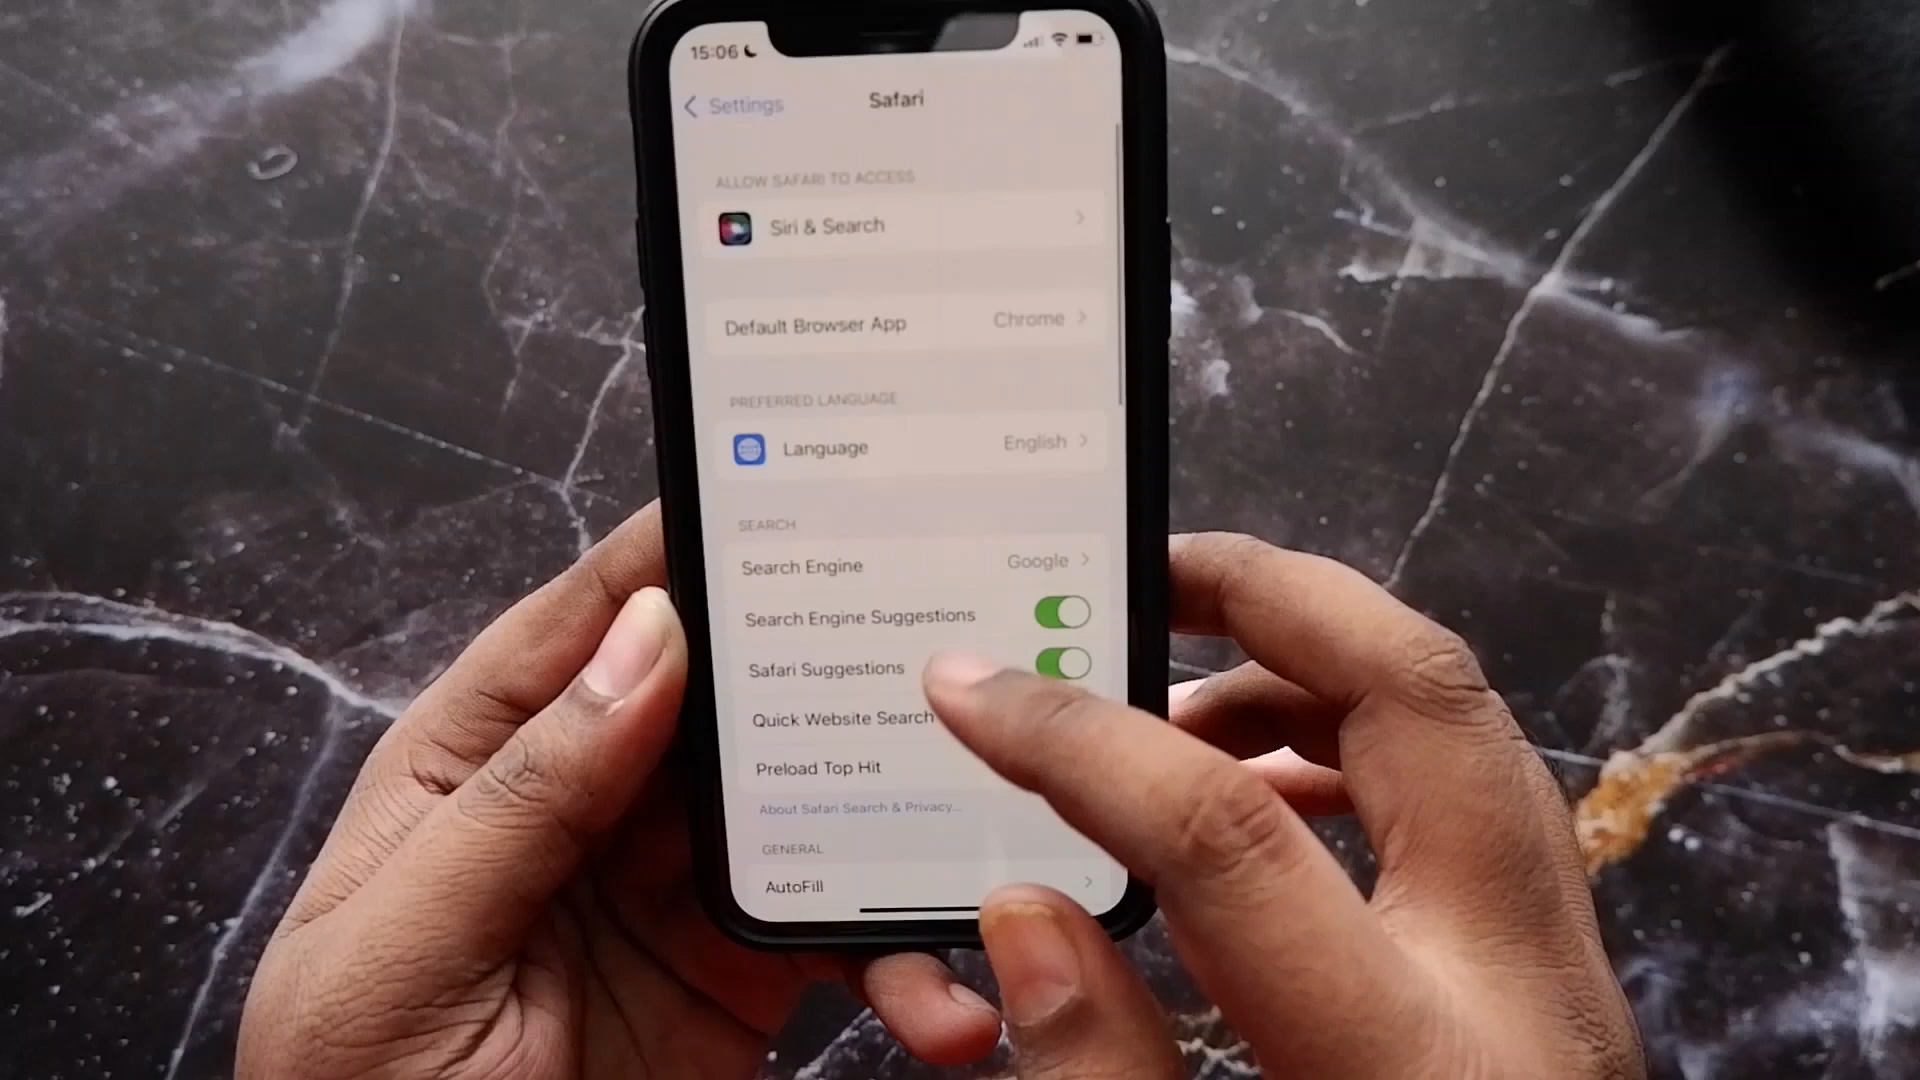 15:06
Settings
Safari
ALLOW SAFARI TO ACCESS
Siri & Search
Default Browser App Chrome
PREFERRED LANGUAGE
Language English
SEARCH
Search Engine Google
Search Engine Suggestions
Safari Suggestions
Quick Website Search
Preload Top Hit
About Safari Search & Privacy...
GENERAL
AutoFill